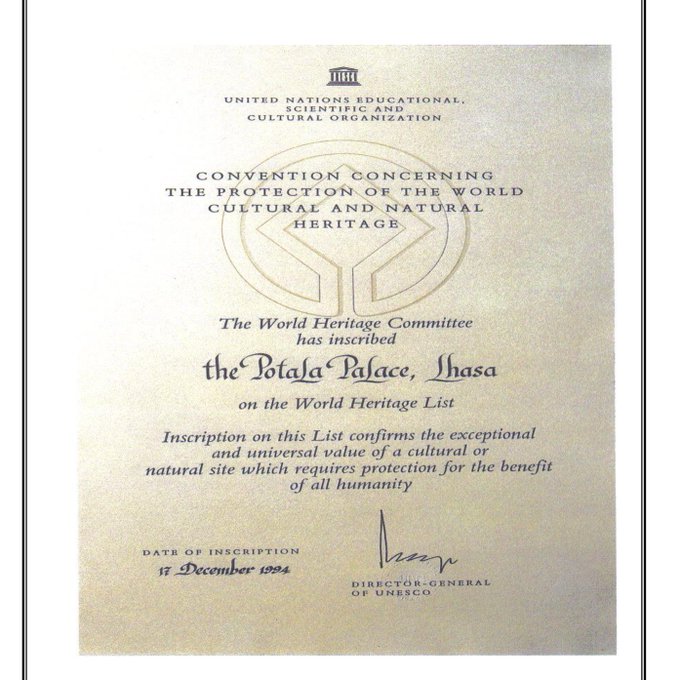 UNITED NATIONS EDUCATIONAL,
SCIENTIFIC AND
CULTURAL ORGANIZATION
CONVENTION CONCERNING
THE PROTECTION OF THE WORLD
CULTURAL AND NATURAL
HERITAGE
The World Heritage Committee
has inscribed
the Potala Palace, Lhasa
on the World Heritage List
Inscription on this List confirms the exceptional
and universal value of a cultural or
natural site which requires protection for the benefit
of all humanity
DATE OF INSCRIPTION
17 December 1994
DIRECTOR-GENERAL
OF UNESCO